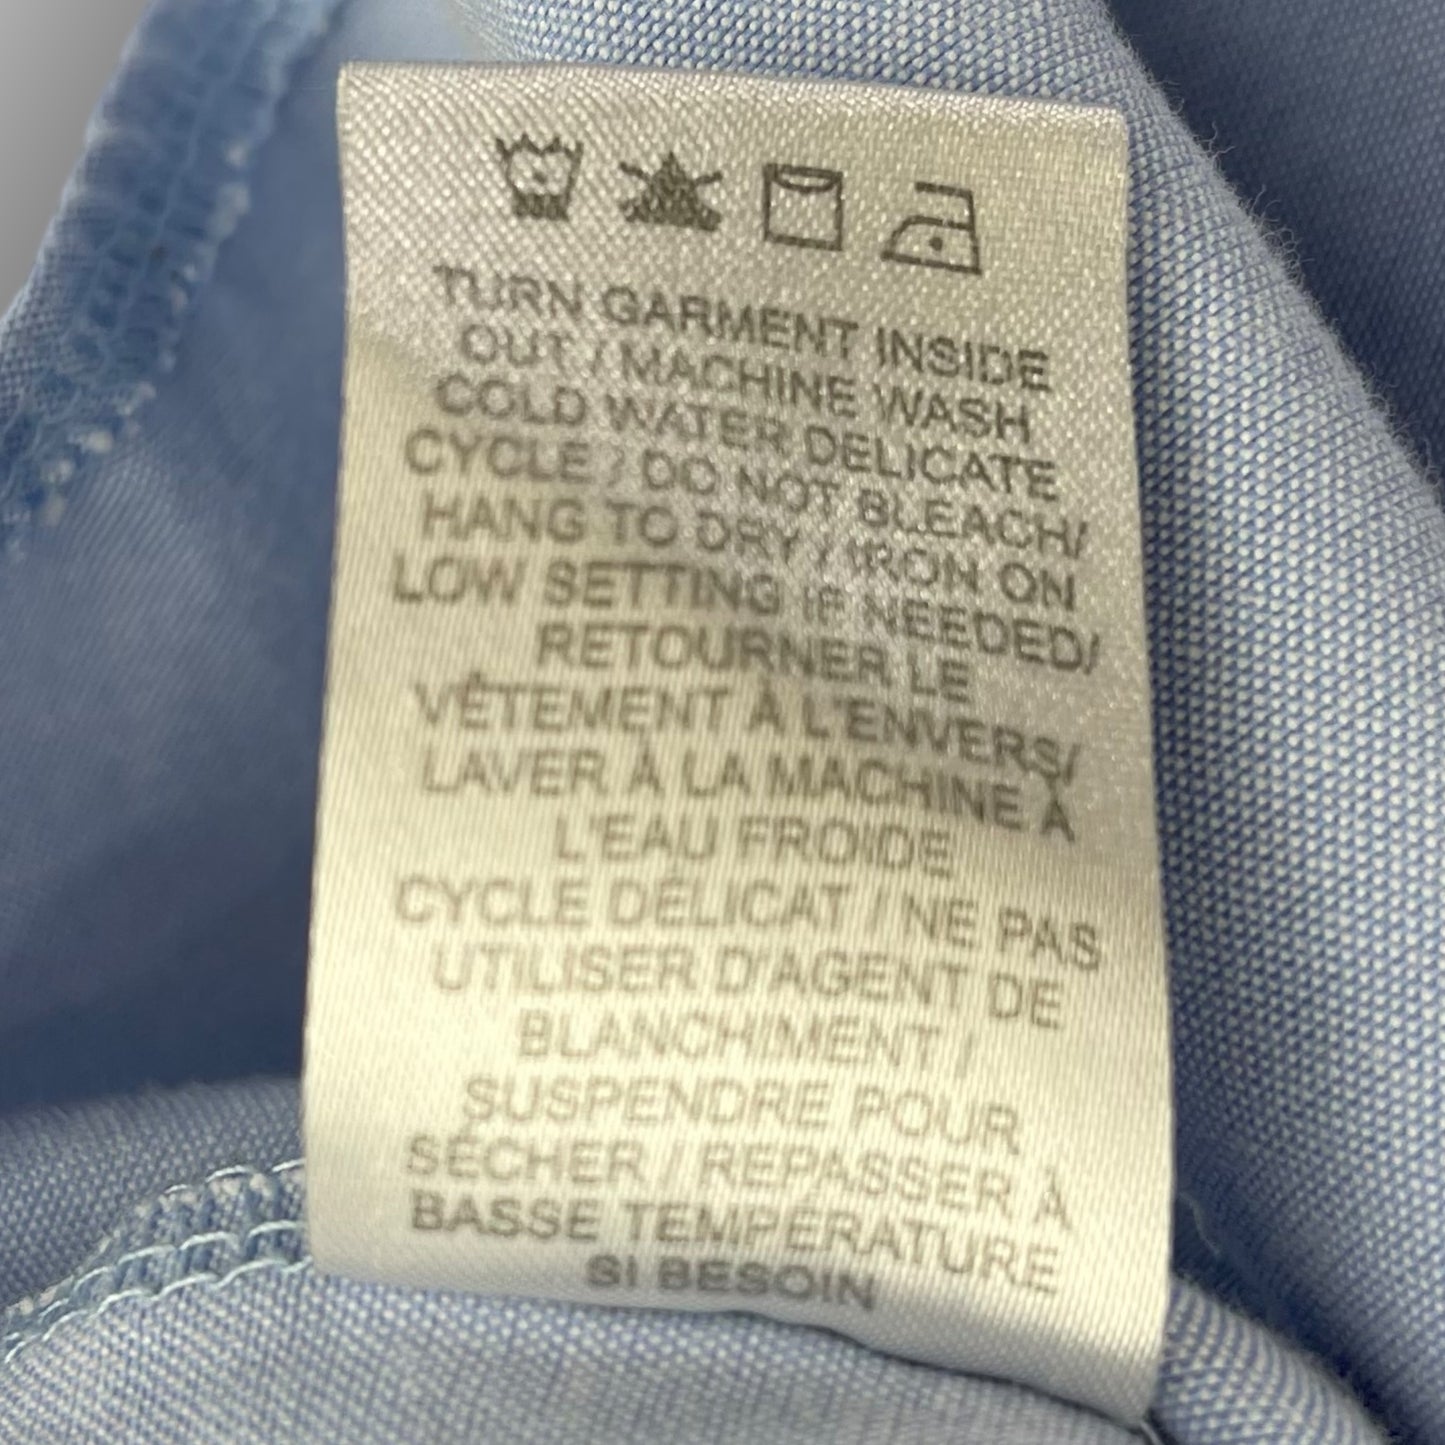 TURN GARMENT INSIDE
OUT / MACHINE WASH
COLD WATER DELICATE
CYCLE / DO NOT BLEACH/
HANG TO DRY / IRON ON
LOW SETTING IF NEEDED/
RETOURNER LE
VÊTEMENT À L'ENVERS/
LAVER À LA MACHINE À
L'EAU FROIDE
CYCLE DÉLICAT / NE PAS
UTILISER D'AGENT DE
BLANCHIMENT /
SUSPENDRE POUR
SÉCHER / REPASSER À
BASSE TEMPÉRATURE
SI BESOIN